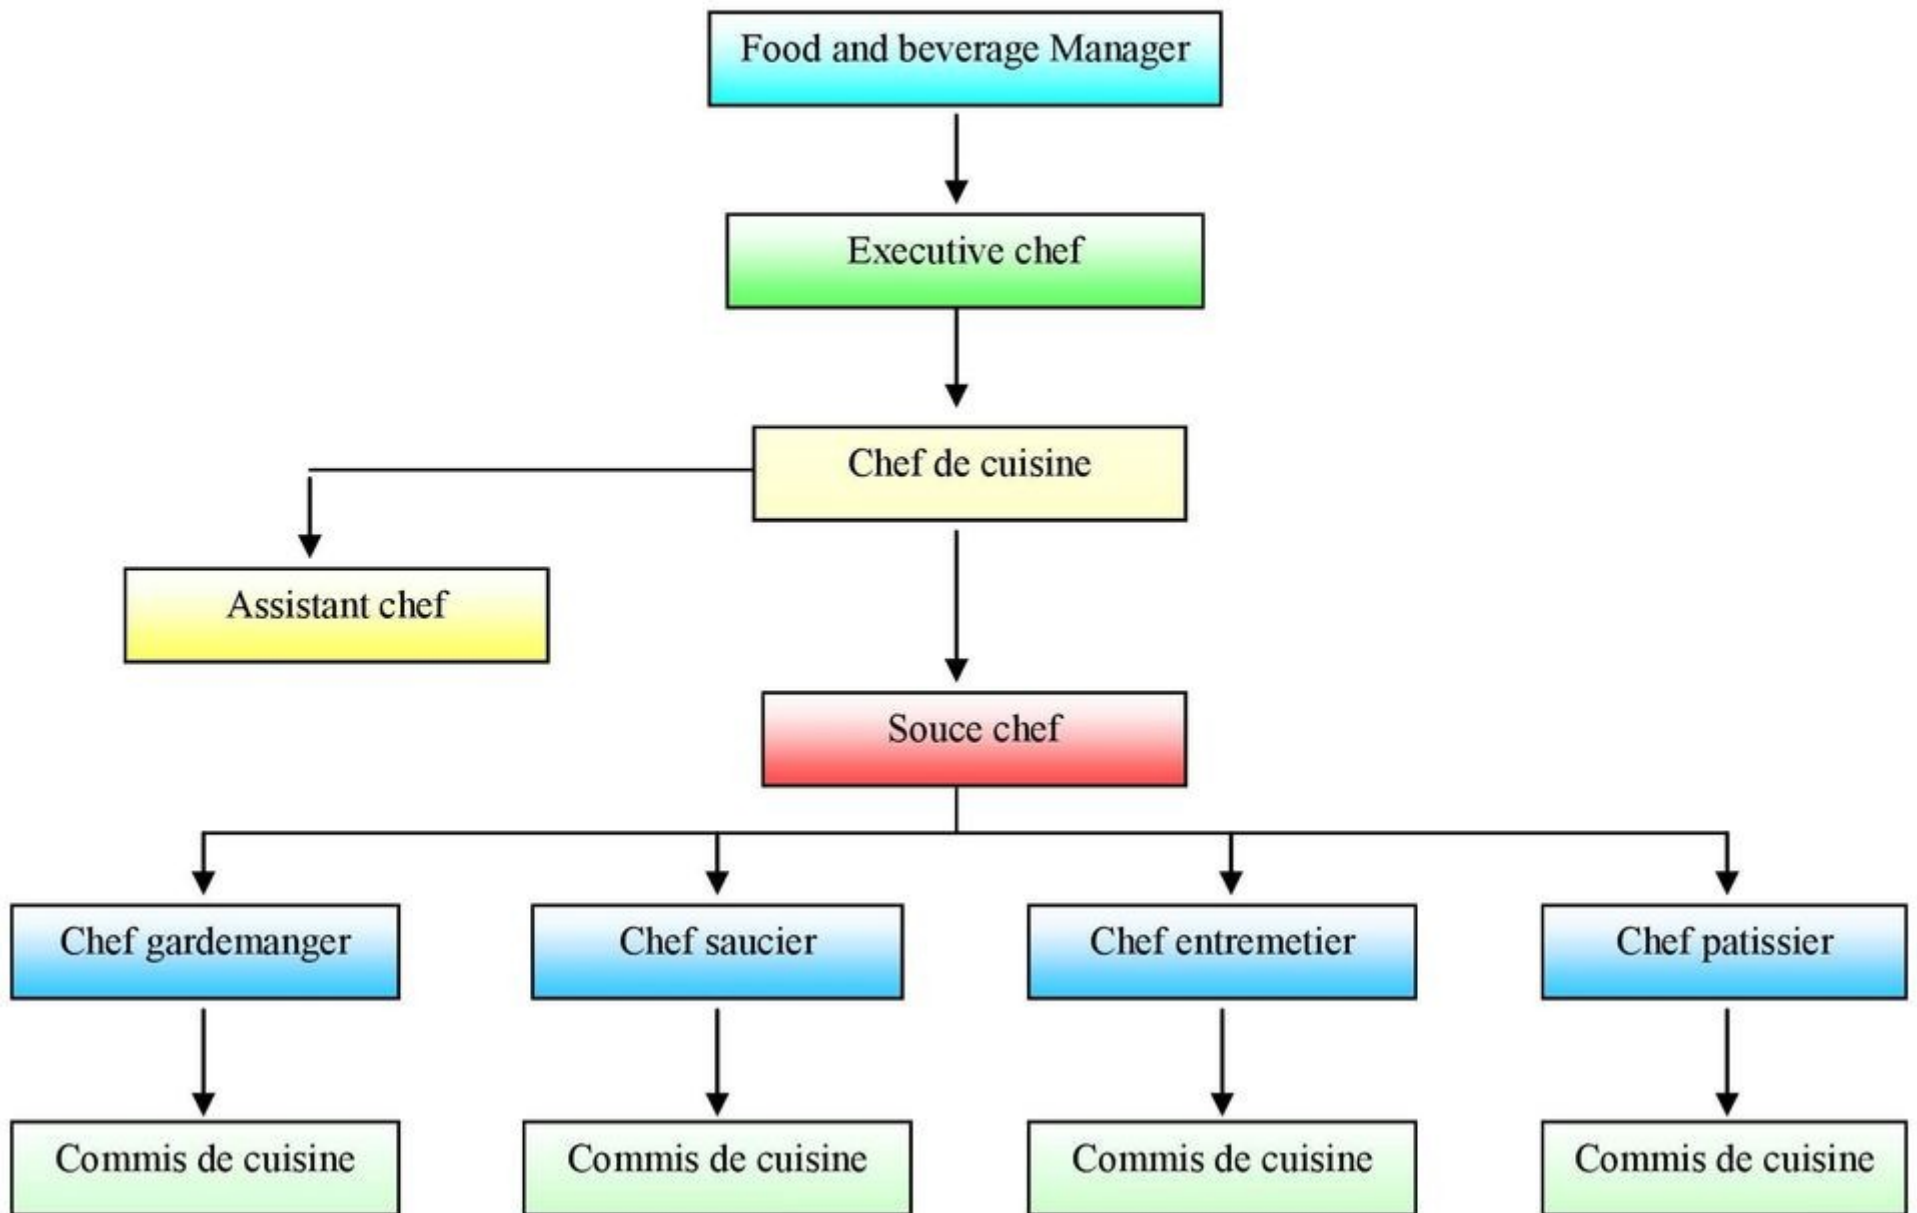 Food and beverage Manager
Executive chef
Chef de cuisine
Assistant chef
Souce chef
Chef gardemanger
Chef saucier
Chef entremetier
Chef patissier
Commis de cuisine
Commis de cuisine
Commis de cuisine
Commis de cuisine